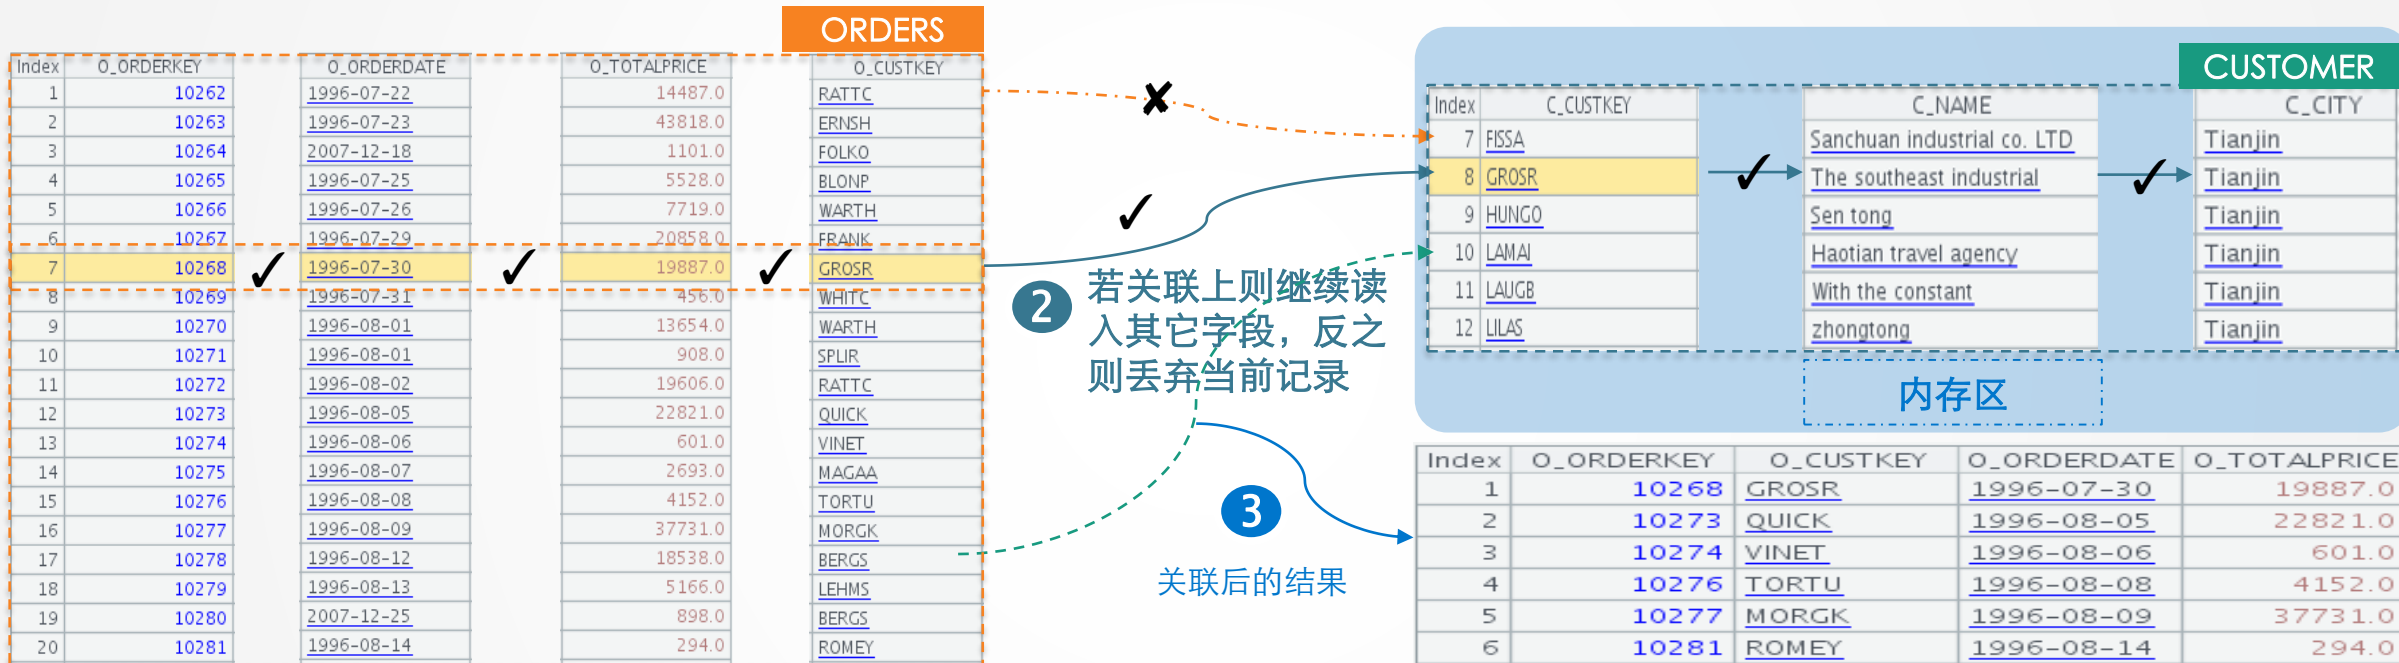 ORDERS
Index O_ORDERKEY O_ORDERDATE O_TOTALPRICE O_CUSTKEY
1 10262 1996-07-22 14487.0 RATTC
2 10263 1996-07-23 43818.0 ERNSH
3 10264 2007-12-18 1101.0 FOLKO
4 10265 1996-07-25 5528.0 BLONP
5 10266 1996-07-26 7719.0 WARTH
6 10267 1996-07-29 20858.0 FRANK
7 10268 1996-07-30 19887.0 GROSR
8 10269 1996-07-31 456.0 WHITC
9 10270 1996-08-01 13654.0 WARTH
10 10271 1996-08-01 908.0 SPLIR
11 10272 1996-08-02 19606.0 RATTC
12 10273 1996-08-05 22821.0 QUICK
13 10274 1996-08-06 601.0 VINET
14 10275 1996-08-07 2693.0 MAGAA
15 10276 1996-08-08 4152.0 TORTU
16 10277 1996-08-09 37731.0 MORGK
17 10278 1996-08-12 18538.0 BERGS
18 10279 1996-08-13 5166.0 LEHMS
19 10280 2007-12-25 898.0 BERGS
20 10281 1996-08-14 294.0 ROMEY
2 若关联上则继续读
入其它字段，反之
则丢弃当前记录
3
关联后的结果
CUSTOMER
Index C_CUSTKEY C_NAME C_CITY
7 FISSA Sanchuan industrial co. LTD Tianjin
8 GROSR The southeast industrial Tianjin
9 HUNGO Sen tong Tianjin
10 LAMAI Haotian travel agency Tianjin
11 LAUGB With the constant Tianjin
12 LILAS zhongtong Tianjin
内存区
Index O_ORDERKEY O_CUSTKEY O_ORDERDATE O_TOTALPRICE
1 10268 GROSR 1996-07-30 19887.0
2 10273 QUICK 1996-08-05 22821.0
3 10274 VINET 1996-08-06 601.0
4 10276 TORTU 1996-08-08 4152.0
5 10277 MORGK 1996-08-09 37731.0
6 10281 ROMEY 1996-08-14 294.0